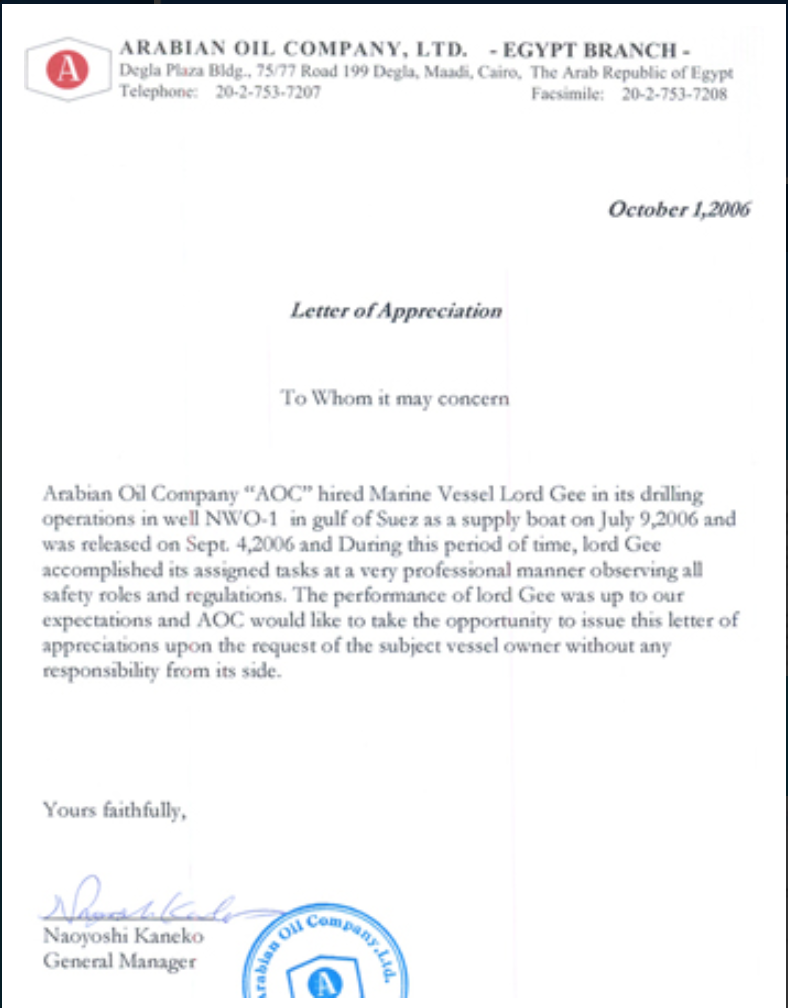 A
ARABIAN OIL COMPANY, LTD. - EGYPT BRANCH -
Degla Plaza Bldg., 75/77 Road 199 Degla, Maadi, Cairo, The Arab Republic of Egypt
Telephone: 20-2-753-7207 Facsimile: 20-2-753-7208
October 1,2006
Letter of Appreciation
To Whom it may concern
Arabian Oil Company “AOC” hired Marine Vessel Lord Gee in its drilling
operations in well NWO-1 in gulf of Suez as a supply boat on July 9,2006 and
was released on Sept. 4,2006 and During this period of time, lord Gee
accomplished its assigned tasks at a very professional manner observing all
safety roles and regulations. The performance of lord Gee was up to our
expectations and AOC would like to take the opportunity to issue this letter of
appreciations upon the request of the subject vessel owner without any
responsibility from its side.
Yours faithfully,
Naoyoshi Kaneko
General Manager
Arabian Oil Company, Ltd.
A